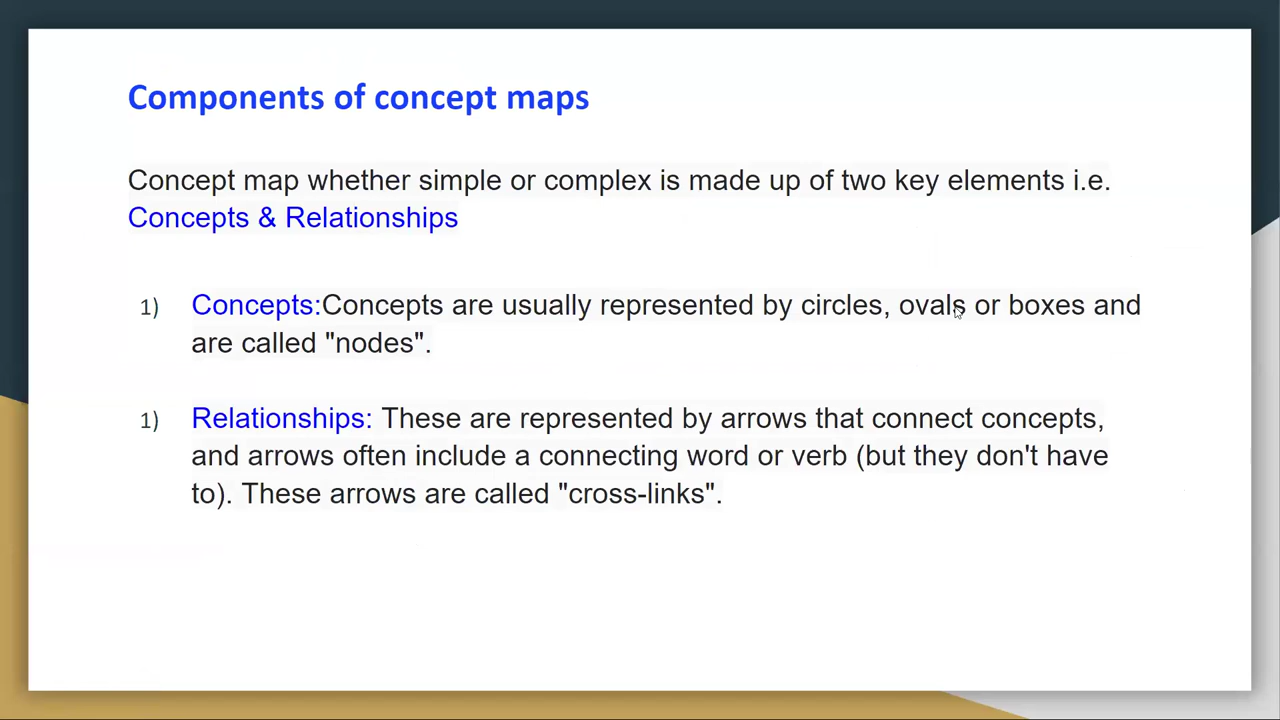 Components of concept maps
Concept map whether simple or complex is made up of two key elements i.e.
Concepts & Relationships
1) Concepts:Concepts are usually represented by circles, ovals or boxes and
are called "nodes".
1) Relationships: These are represented by arrows that connect concepts,
and arrows often include a connecting word or verb (but they don't have
to). These arrows are called "cross-links".